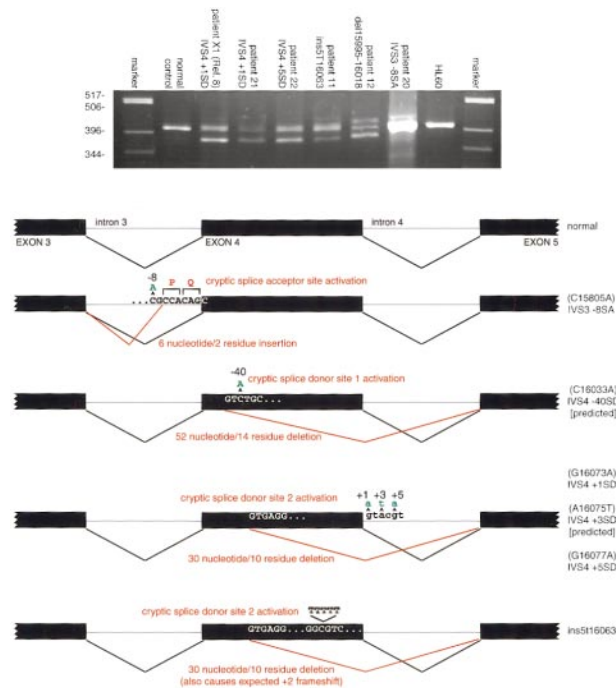 marker
normal control
patient X1 (Ref. 8) IVS4 +1SD
patient 21 IVS4 +1SD
patient 22 IVS4 +5SD
patient 11 ins5T16063
patient 12 del15995-16018
patient 20 IVS3 -8SA
HL60
marker
517-
506-
396-
344-
intron 3
intron 4
normal
EXON 3
EXON 4
EXON 5
-8
A
P Q
cryptic splice acceptor site activation
...CGCCACAGC
(C15805A)
IVS3 -8SA
6 nucleotide/2 residue insertion
-40
A
cryptic splice donor site 1 activation
GTCTGC...
(C16033A)
IVS4 -40SD
[predicted]
52 nucleotide/14 residue deletion
(G16073A)
IVS4 +1SD
+1 +3 +5
a t a
cryptic splice donor site 2 activation
gtacgt
GTGAGG...
(A16075T)
IVS4 +3SD
[predicted]
30 nucleotide/10 residue deletion
(G16077A)
IVS4 +5SD
cryptic splice donor site 2 activation
GTGAGG...GGCGTC...
ins5t16063
30 nucleotide/10 residue deletion
(also causes expected +2 frameshift)